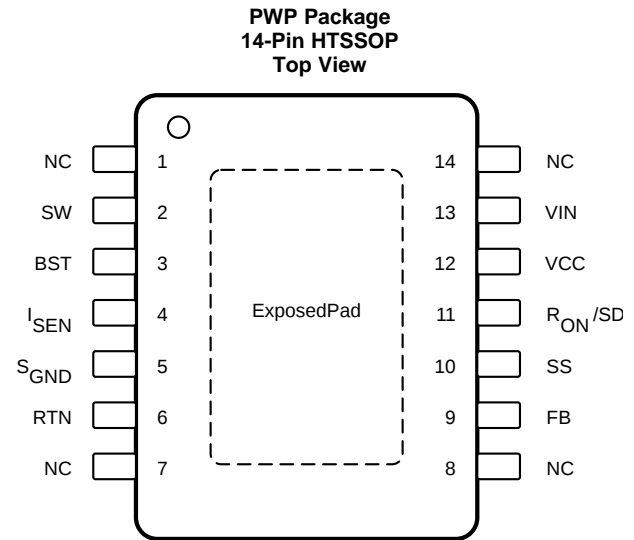 PWP Package
14-Pin HTSSOP
Top View
NC 1 14 NC
SW 2 13 VIN
BST 3 12 VCC
ISEN 4 ExposedPad 11 RON /SD
SGND 5 10 SS
RTN 6 9 FB
NC 7 8 NC